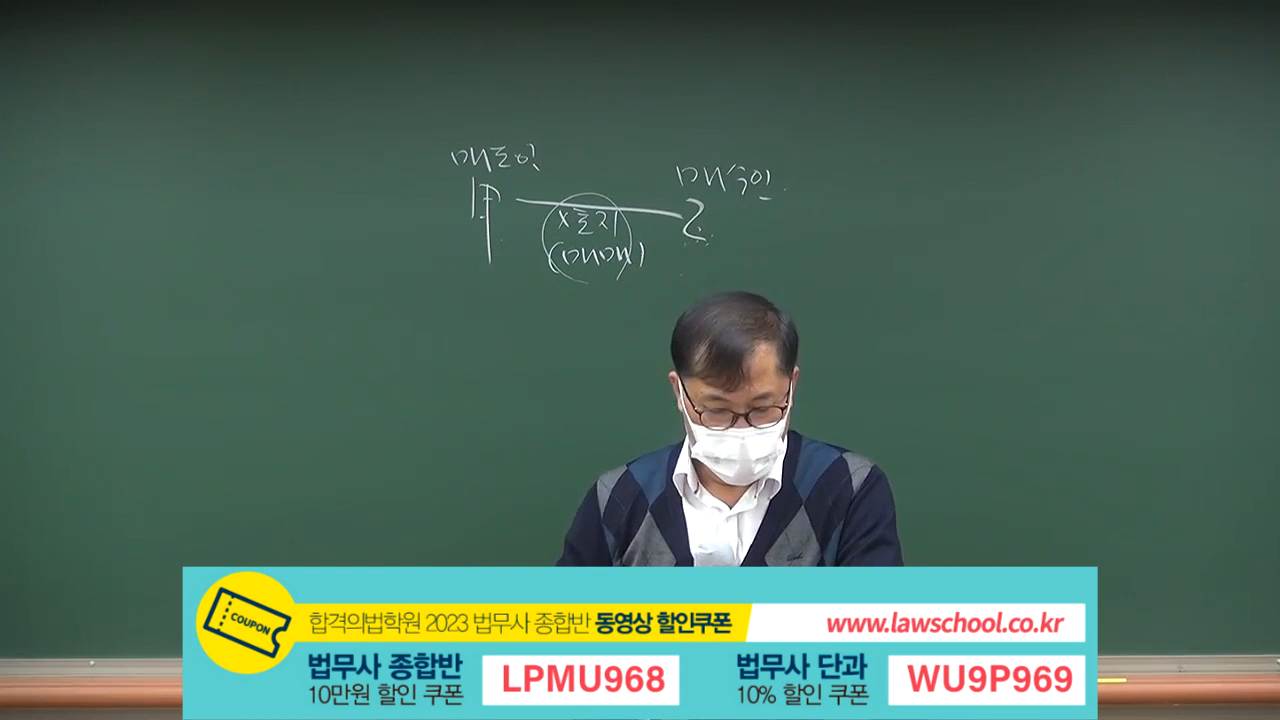 매도인
매수인
甲
乙
x토지
(매매)
COUPON
합격의법학원 2023 법무사 종합반 동영상 할인쿠폰
www.lawschool.co.kr
법무사 종합반
10만원 할인 쿠폰
LPMU968
법무사 단과
10% 할인 쿠폰
WU9P969